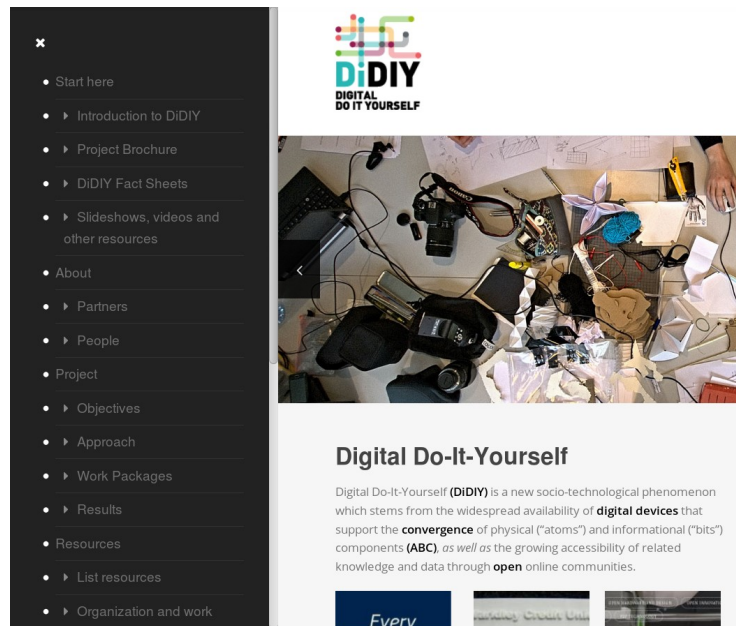 Start here
Introduction to DiDIY
Project Brochure
DiDIY Fact Sheets
Slideshows, videos and
other resources
About
Partners
People
Project
Objectives
Approach
Work Packages
Results
Resources
List resources
Organization and work
DiDIY
DIGITAL
DO IT YOURSELF
Canon
Digital Do-It-Yourself
Digital Do-It-Yourself (DiDIY) is a new socio-technological phenomenon
which stems from the widespread availability of digital devices that
support the convergence of physical (“atoms”) and informational (“bits”)
components (ABC), as well as the growing accessibility of related
knowledge and data through open online communities.
Every
Credit